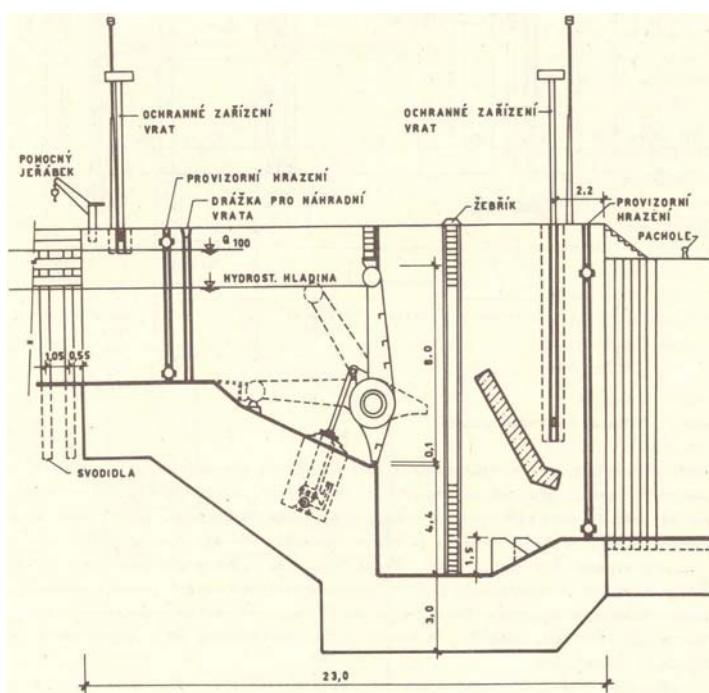 OCHRANNÉ ZAŘÍZENÍ
VRAT
OCHRANNÉ ZAŘÍZENÍ
VRAT
POMOCNÝ
JEŘÁBEK
PROVIZORNÍ HRAZENÍ
DRÁŽKA PRO NÁHRADNÍ
VRATA
ŽEBŘÍK
2,2
PROVIZORNÍ
HRAZENÍ
PACHOLE
Q100
HYDROST. HLADINA
1,05 0,55
8,0
0,1
SVODIDLA
4,4
1,5
3,0
23,0